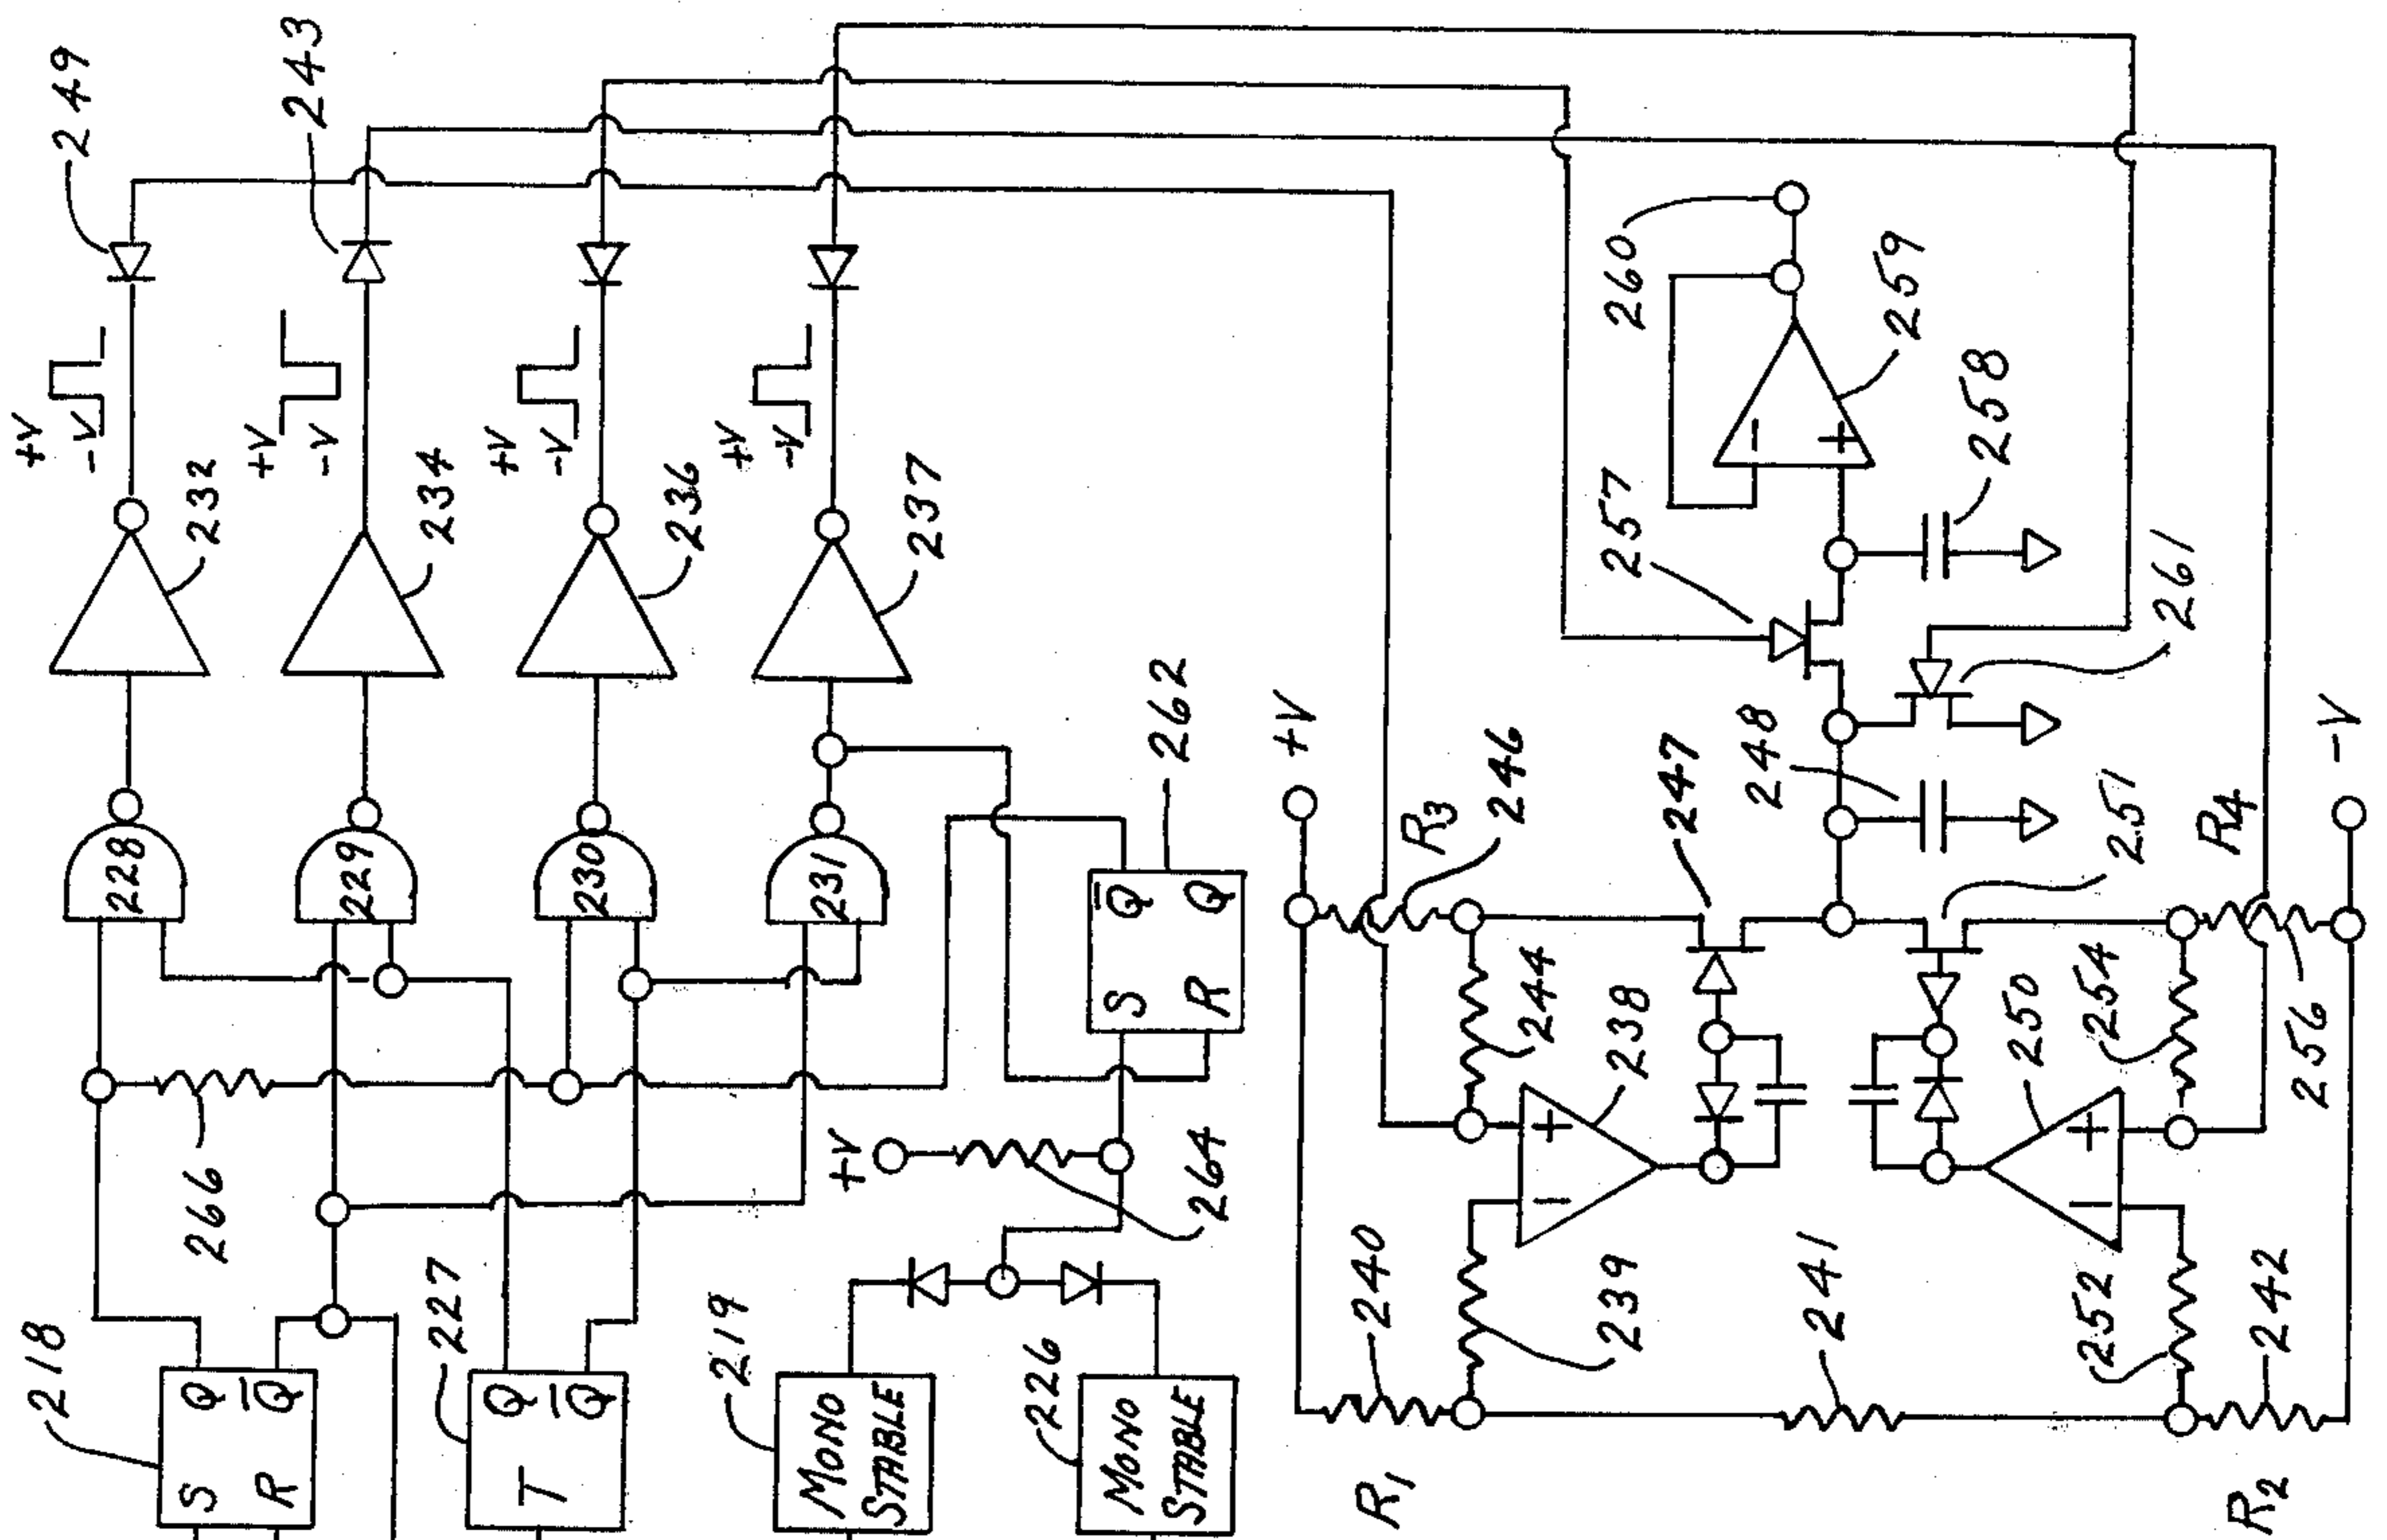 249
243
+V
-V
+V
-V
+V
-V
+V
-V
232
234
236
237
228
229
230
231
262
Q̅
Q
S
R
266
+V
264
218
S
Q
R
Q̅
227
T
Q
Q̅
219
MONO
STABLE
226
MONO
STABLE
260
259
257
258
261
+V
R3
246
247
248
251
R4
-V
244
238
250
254
256
+
-
+
-
-
+
240
239
241
252
242
R1
R2